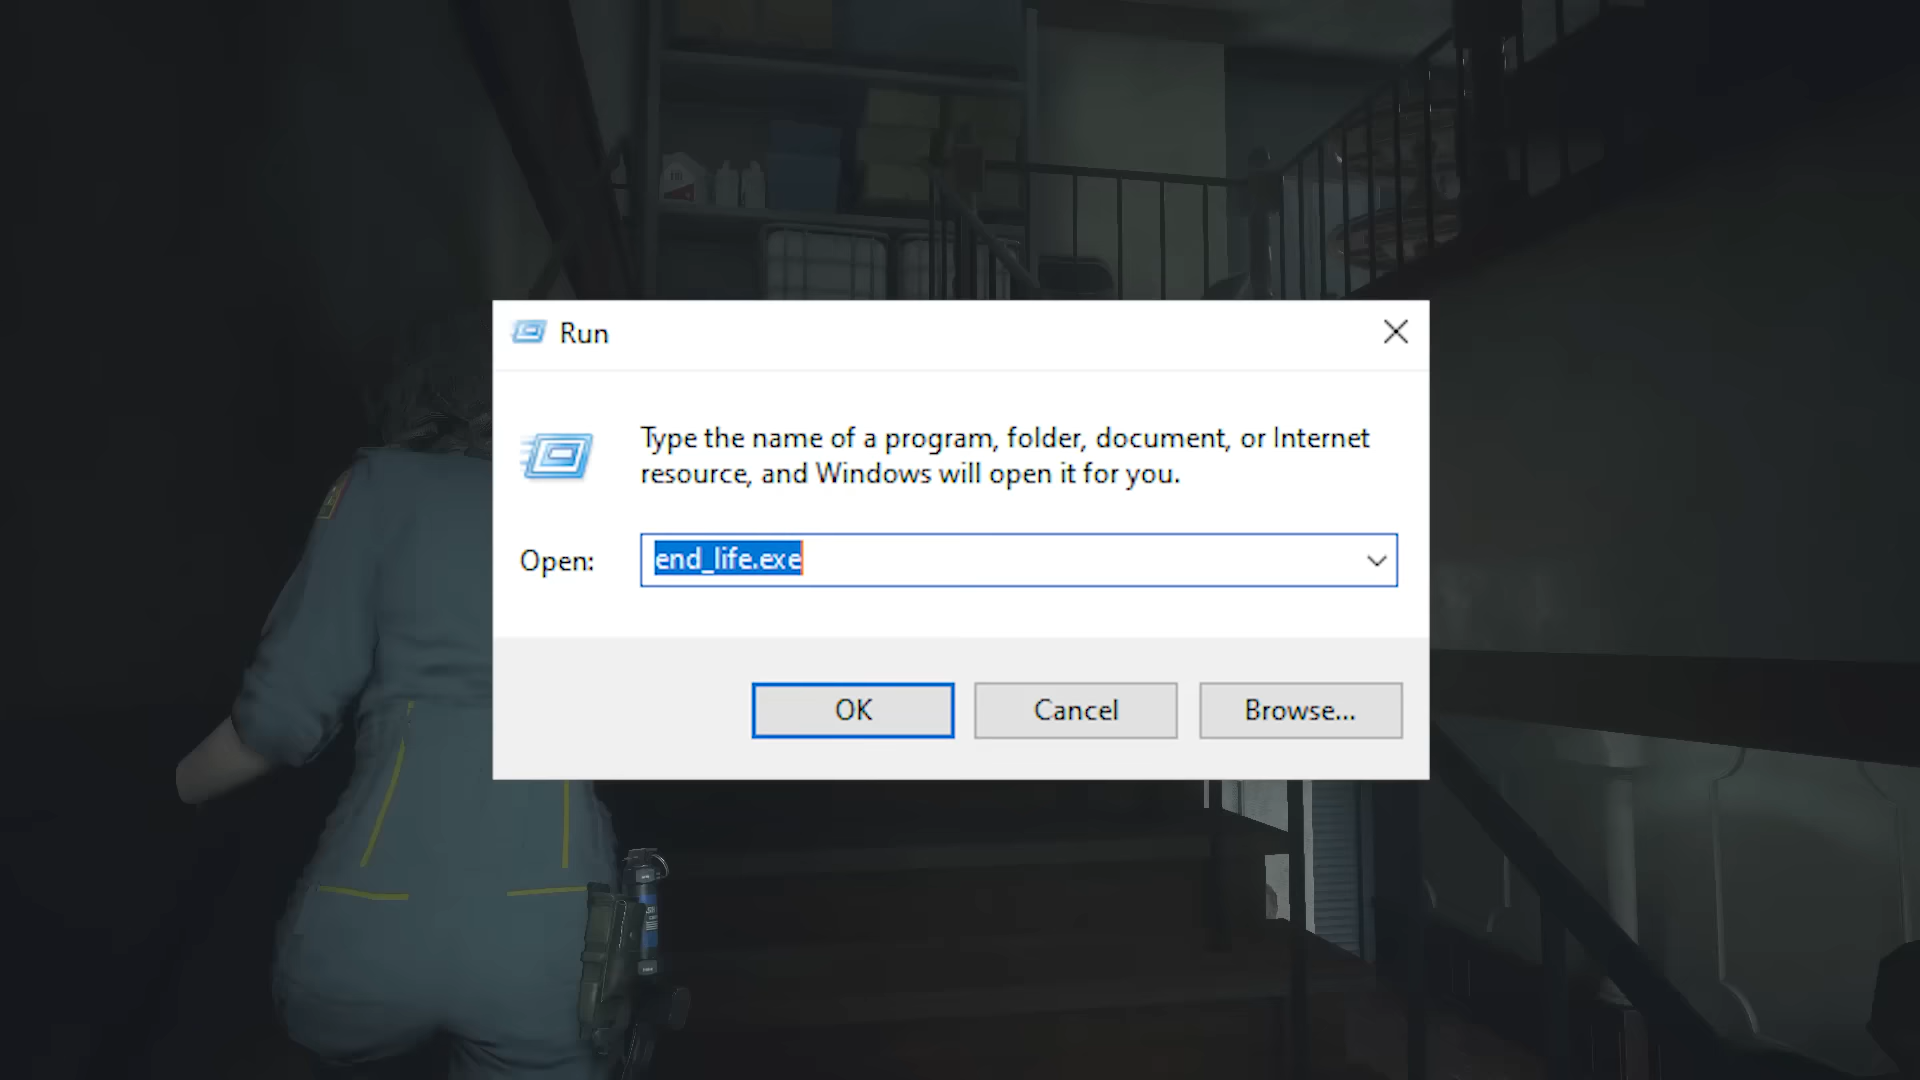 Run
Type the name of a program, folder, document, or Internet
resource, and Windows will open it for you.
Open:
end_life.exe
OK
Cancel
Browse...